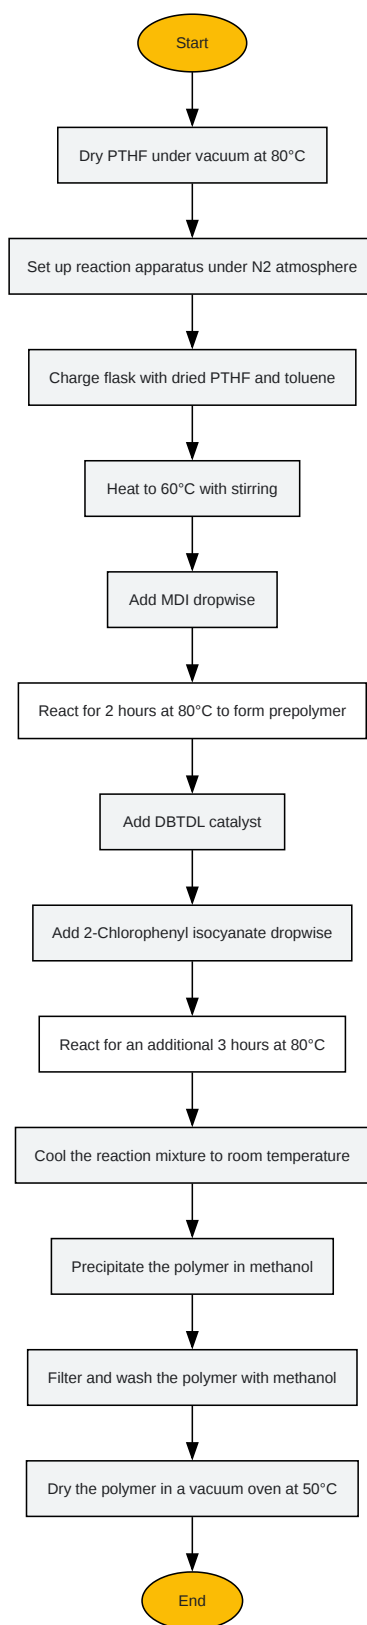 Start
Dry PTHF under vacuum at 80°C
Set up reaction apparatus under N2 atmosphere
Charge flask with dried PTHF and toluene
Heat to 60°C with stirring
Add MDI dropwise
React for 2 hours at 80°C to form prepolymer
Add DBTDL catalyst
Add 2-Chlorophenyl isocyanate dropwise
React for an additional 3 hours at 80°C
Cool the reaction mixture to room temperature
Precipitate the polymer in methanol
Filter and wash the polymer with methanol
Dry the polymer in a vacuum oven at 50°C
End